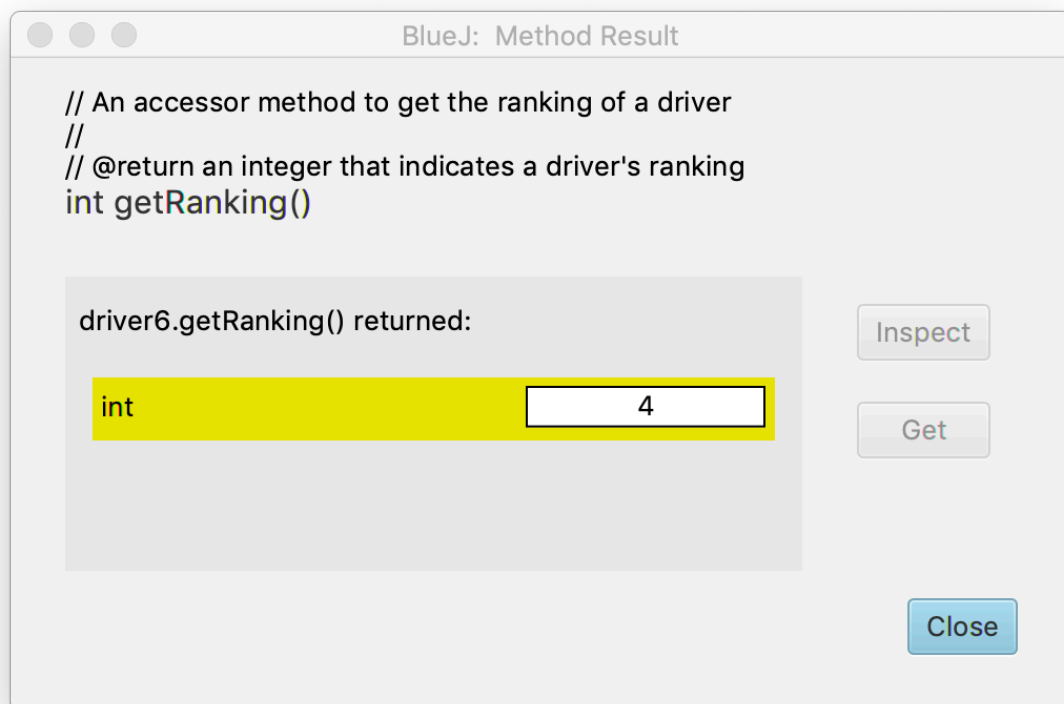 BlueJ:  Method Result
// An accessor method to get the ranking of a driver
//
// @return an integer that indicates a driver's ranking
int getRanking()
driver6.getRanking() returned:
int 4
Inspect
Get
Close